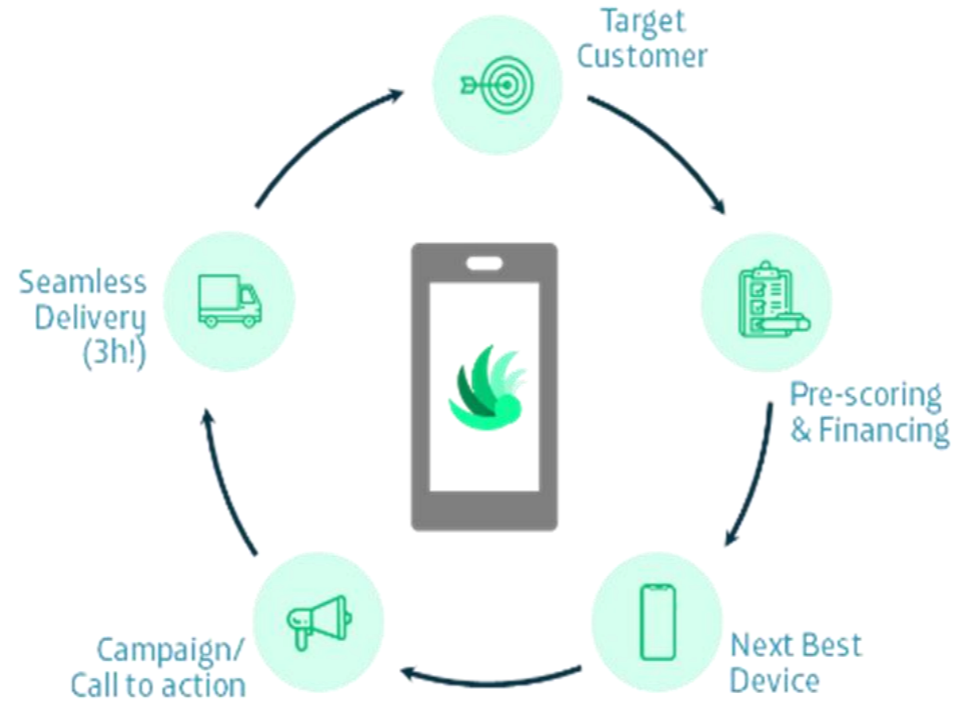 Target
Customer
Pre-scoring
& Financing
Next Best
Device
Campaign/
Call to action
Seamless
Delivery
(3h!)